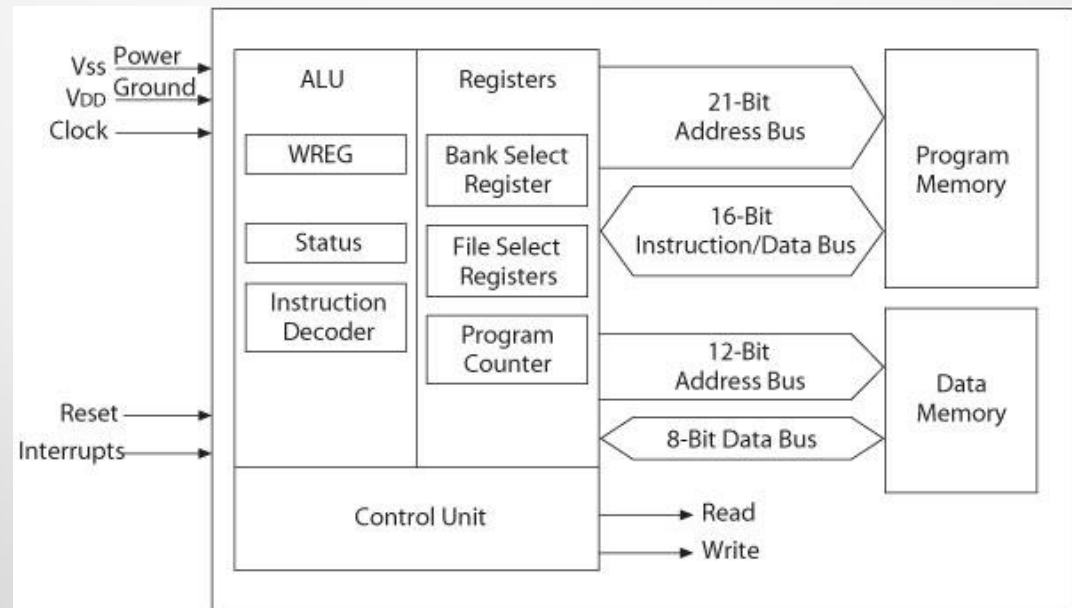 Vss Power
VDD Ground
Clock
Reset
Interrupts
ALU
WREG
Status
Instruction
Decoder
Registers
Bank Select
Register
File Select
Registers
Program
Counter
Control Unit
21-Bit
Address Bus
16-Bit
Instruction/Data Bus
12-Bit
Address Bus
8-Bit Data Bus
Read
Write
Program
Memory
Data
Memory